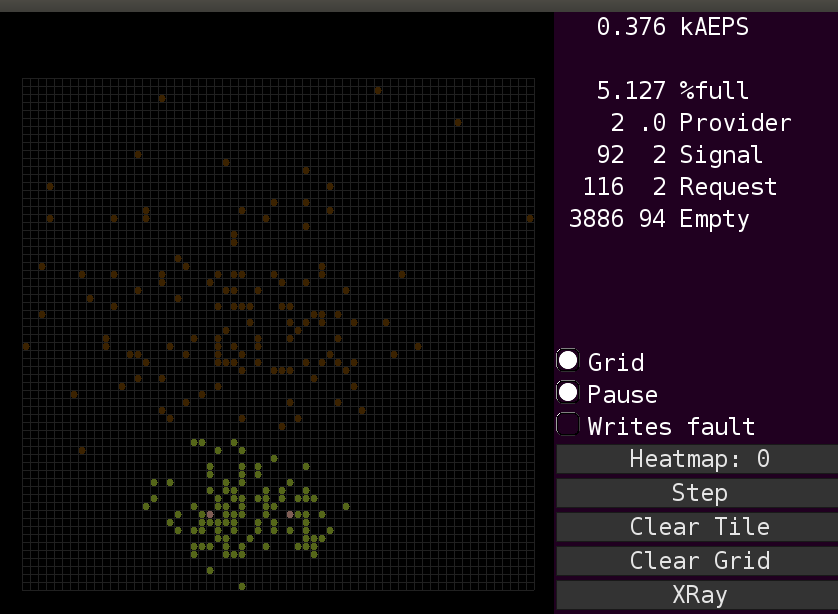 0.376 kAEPS
5.127 %full
2 .0 Provider
92 2 Signal
116 2 Request
3886 94 Empty
Grid
Pause
Writes fault
Heatmap: 0
Step
Clear Tile
Clear Grid
XRay